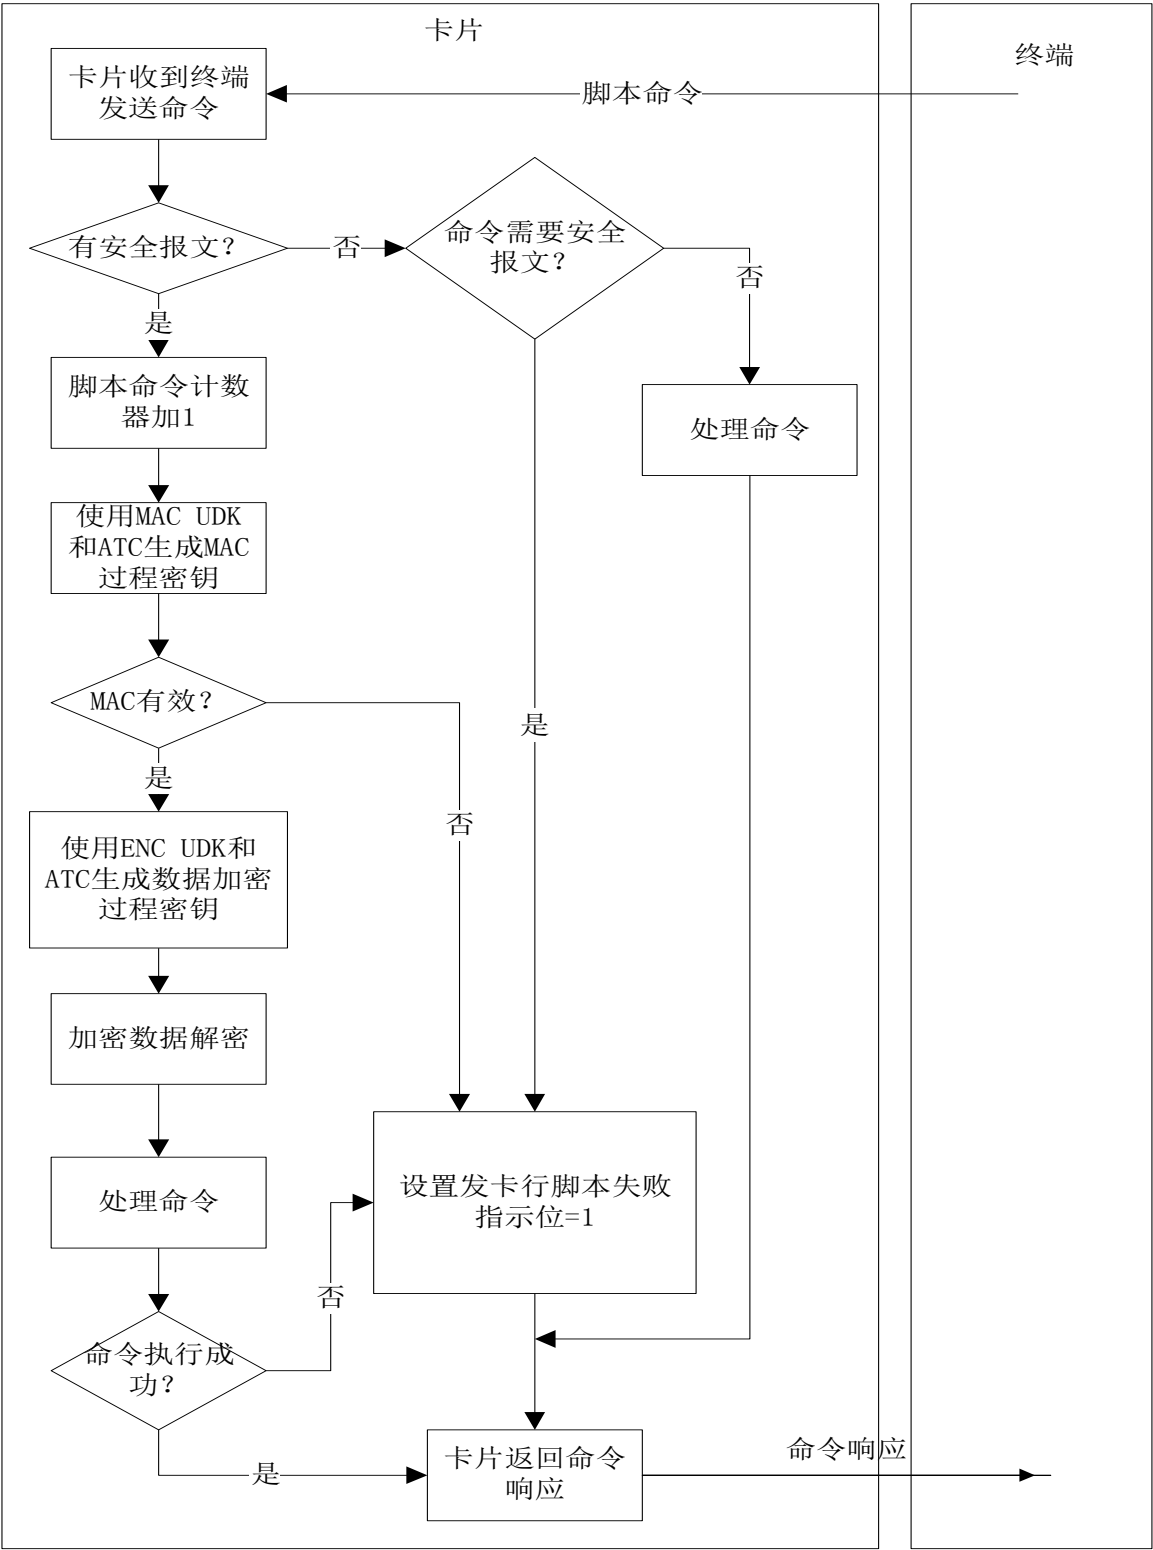 卡片
终端
卡片收到终端
发送命令
脚本命令
有安全报文？
否
命令需要安全
报文？
否
是
脚本命令计数
器加1
处理命令
使用MAC UDK
和ATC生成MAC
过程密钥
MAC有效？
是
是
否
使用ENC UDK和
ATC生成数据加密
过程密钥
加密数据解密
处理命令
设置发卡行脚本失败
指示位=1
否
命令执行成
功？
是
卡片返回命令
响应
命令响应